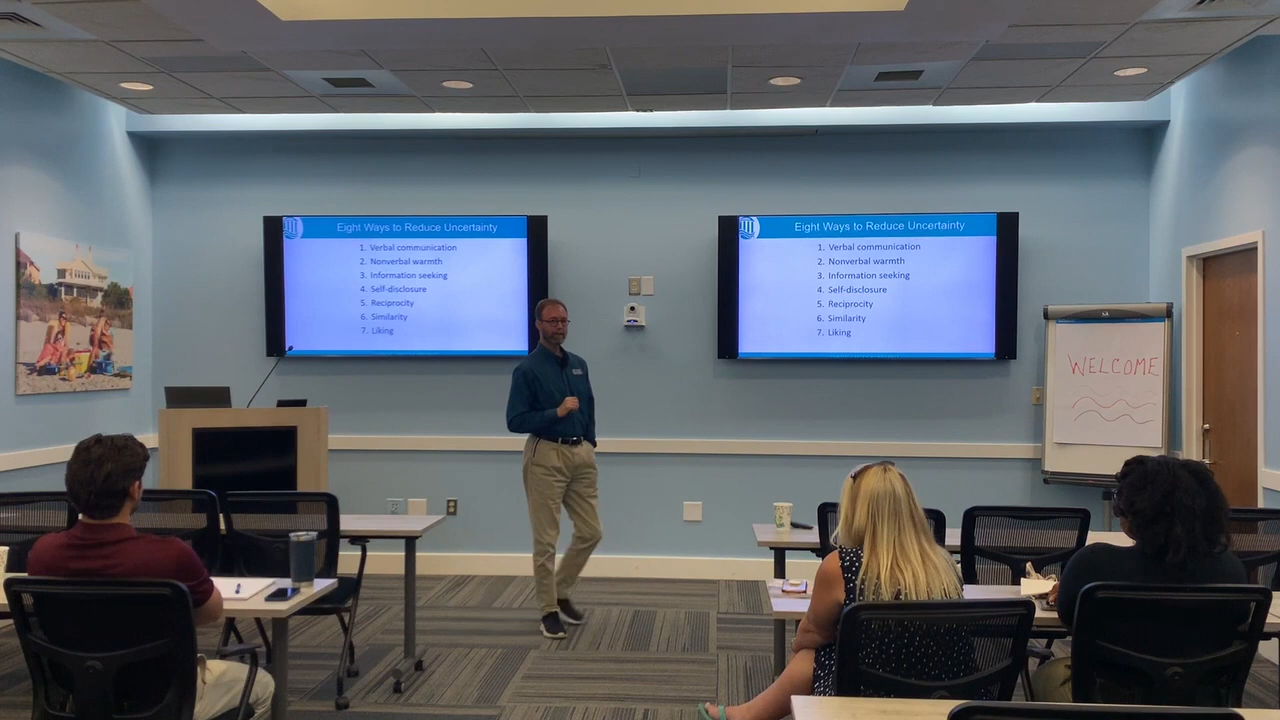 Eight Ways to Reduce Uncertainty
1. Verbal communication
2. Nonverbal warmth
3. Information seeking
4. Self-disclosure
5. Reciprocity
6. Similarity
7. Liking
Eight Ways to Reduce Uncertainty
1. Verbal communication
2. Nonverbal warmth
3. Information seeking
4. Self-disclosure
5. Reciprocity
6. Similarity
7. Liking
WELCOME